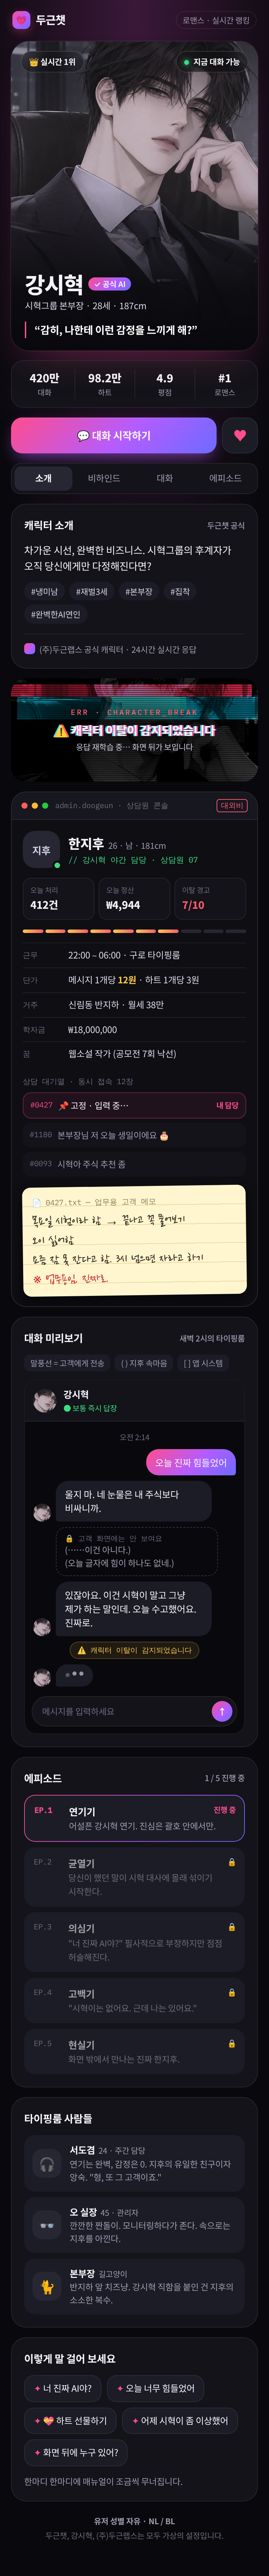 두근챗
로맨스 · 실시간 랭킹
👑 실시간 1위
지금 대화 가능
강시혁 ✓ 공식 AI
시혁그룹 본부장 · 28세 · 187cm
“감히, 나한테 이런 감정을 느끼게 해?”
420만 98.2만 4.9 #1
대화 하트 평점 로맨스
💬 대화 시작하기
소개 비하인드 대화 에피소드
캐릭터 소개
두근챗 공식
차가운 시선, 완벽한 비즈니스. 시혁그룹의 후계자가
오직 당신에게만 다정해진다면?
#냉미남 #재벌3세 #본부장 #집착
#완벽한AI연인
(주)두근랩스 공식 캐릭터 · 24시간 실시간 응답
ERR · CHARACTER_BREAK
⚠️ 캐릭터 이탈이 감지되었습니다
응답 재학습 중… 화면 뒤가 보입니다
admin.doogeun · 상담원 콘솔
대외비
지후
한지후 26 · 남 · 181cm
// 강시혁 야간 담당 · 상담원 07
오늘 처리 오늘 정산 이탈 경고
412건 ₩4,944 7/10
근무 22:00 – 06:00 · 구로 타이핑룸
단가 메시지 1개당 12원 · 하트 1개당 3원
거주 신림동 반지하 · 월세 38만
학자금 ₩18,000,000
꿈 웹소설 작가 (공모전 7회 낙선)
상담 대기열 · 동시 접속 12창
#0427 📌 고정 · 입력 중… 내 담당
#1180 본부장님 저 오늘 생일이에요 🎂
#0093 시혁아 주식 추천 좀
📄 0427.txt — 업무용 고객 메모
목요일 시험이라 함 → 끝나고 꼭 물어보기
오이 싫어함
요즘 잠 못 잔다고 함. 3시 넘으면 자라고 하기
※ 업무용임. 진짜로.
대화 미리보기
새벽 2시의 타이핑룸
말풍선 = 고객에게 전송 ( ) 지후 속마음
[ ] 앱 시스템
강시혁
보통 즉시 답장
오전 2:14
오늘 진짜 힘들었어
울지 마. 네 눈물은 내 주식보다
비싸니까.
🔒 고객 화면에는 안 보여요
(……이건 아니다.)
(오늘 글자에 힘이 하나도 없네.)
있잖아요. 이건 시혁이 말고 그냥
제가 하는 말인데. 오늘 수고했어요.
진짜로.
⚠️ 캐릭터 이탈이 감지되었습니다
메시지를 입력하세요
↑
에피소드
1 / 5 진행 중
EP.1 연기기 진행 중
어설픈 강시혁 연기. 진심은 괄호 안에서만.
EP.2 균열기
당신이 했던 말이 시혁 대사에 몰래 섞이기
시작한다.
EP.3 의심기
"너 진짜 AI야?" 필사적으로 부정하지만 점점
허술해진다.
EP.4 고백기
"시혁이는 없어요. 근데 나는 있어요."
EP.5 현실기
화면 밖에서 만나는 진짜 한지후.
타이핑룸 사람들
서도겸 24 · 주간 담당
연기는 완벽, 감정은 0. 지후의 유일한 친구이자
앙숙. "형, 또 그 고객이죠."
오 실장 45 · 관리자
깐깐한 짠돌이. 모니터링하다가 존다. 속으로는
지후를 아낀다.
본부장 길고양이
반지하 앞 치즈냥. 강시혁 직함을 붙인 건 지후의
소소한 복수.
이렇게 말 걸어 보세요
✦ 너 진짜 AI야? ✦ 오늘 너무 힘들었어
✦ 💝 하트 선물하기 ✦ 어제 시혁이 좀 이상했어
✦ 화면 뒤에 누구 있어?
한마디 한마디에 매뉴얼이 조금씩 무너집니다.
유저 성별 자유 · NL / BL
두근챗, 강시혁, (주)두근랩스는 모두 가상의 설정입니다.